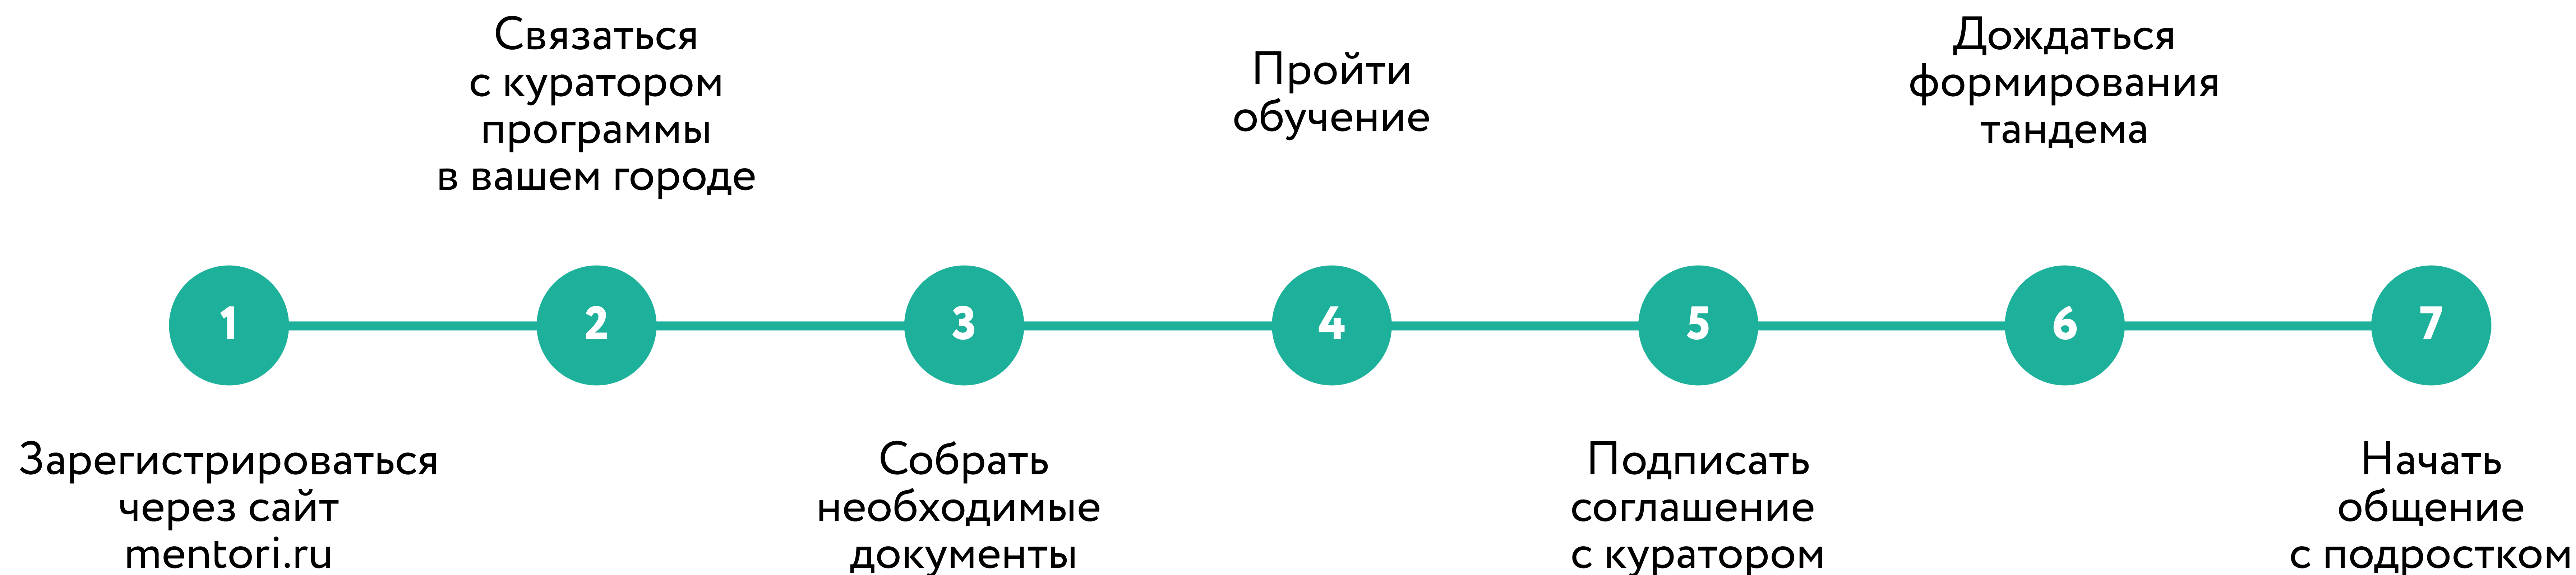 Зарегистрироваться
через сайт
mentori.ru
1
Связаться
с куратором
программы
в вашем городе
2
Собрать
необходимые
документы
3
Пройти
обучение
4
Подписать
соглашение
с куратором
5
Дождаться
формирования
тандема
6
Начать
общение
с подростком
7